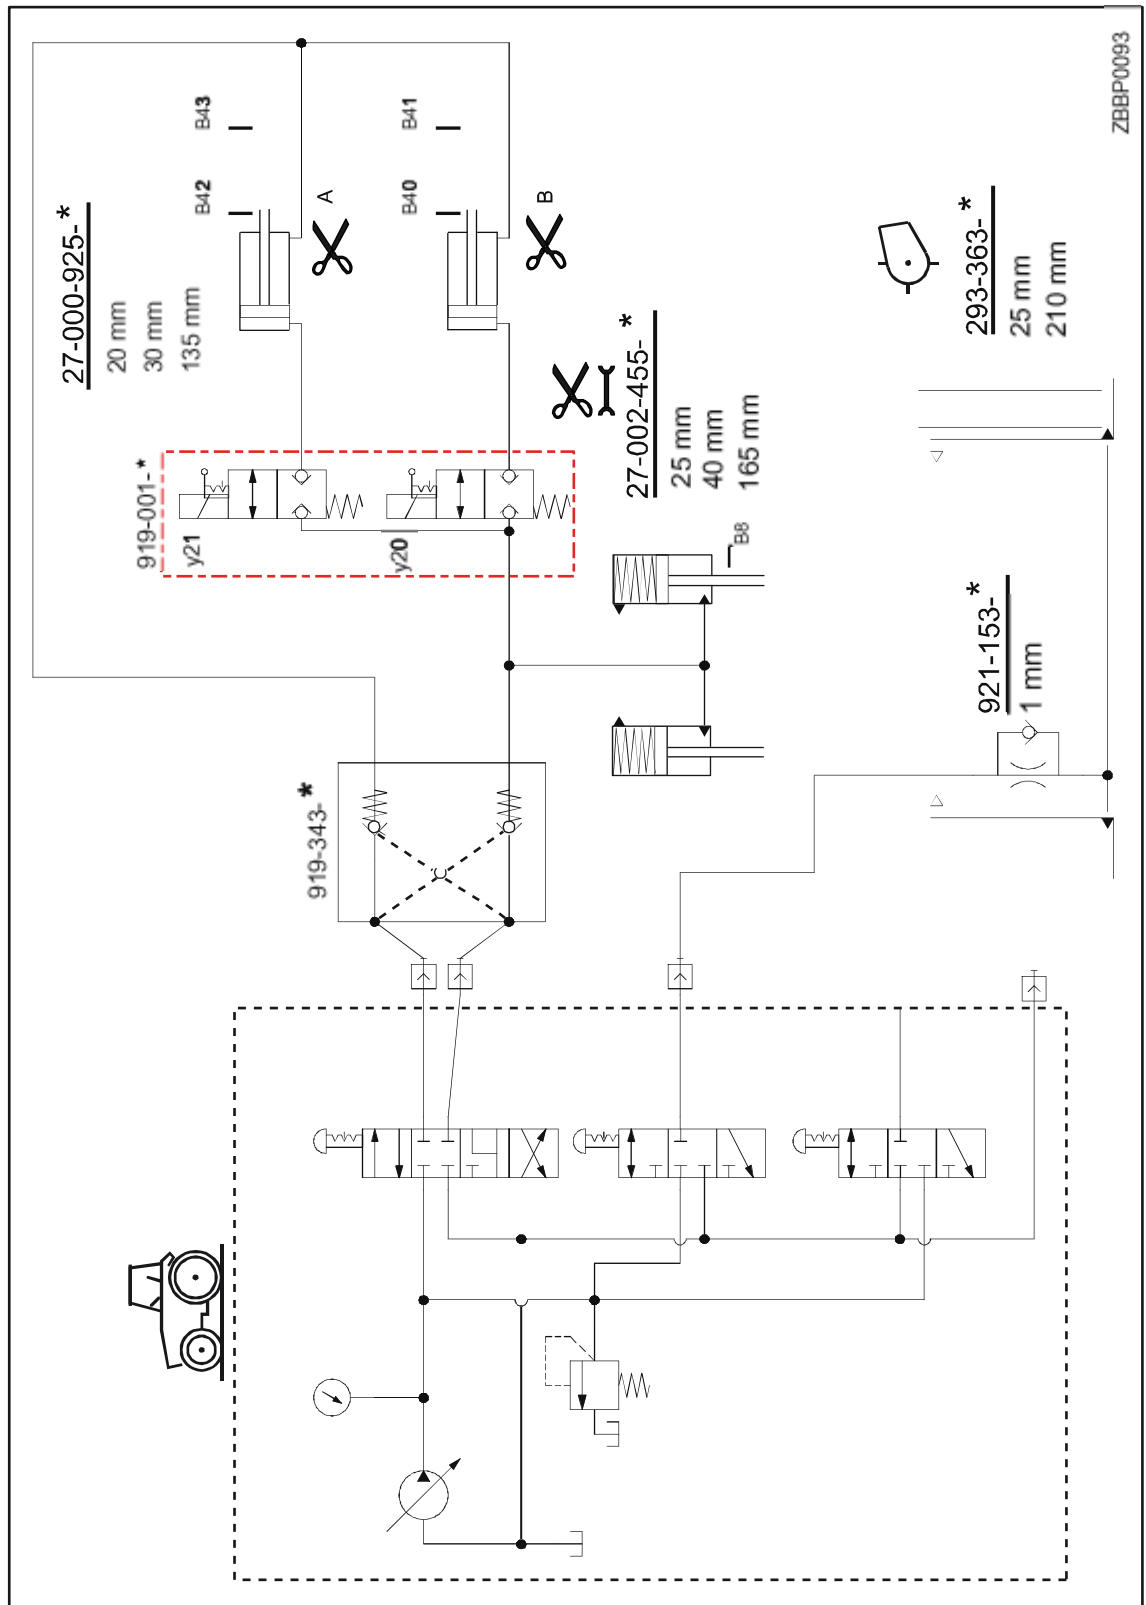 27-000-925-*
20 mm
30 mm
135 mm
B42
B43
A
B40
B41
B
919-001-*
y21
y20
27-002-455-*
25 mm
40 mm
165 mm
B8
919-343-*
921-153-*
1 mm
293-363-*
25 mm
210 mm
ZBBP0093